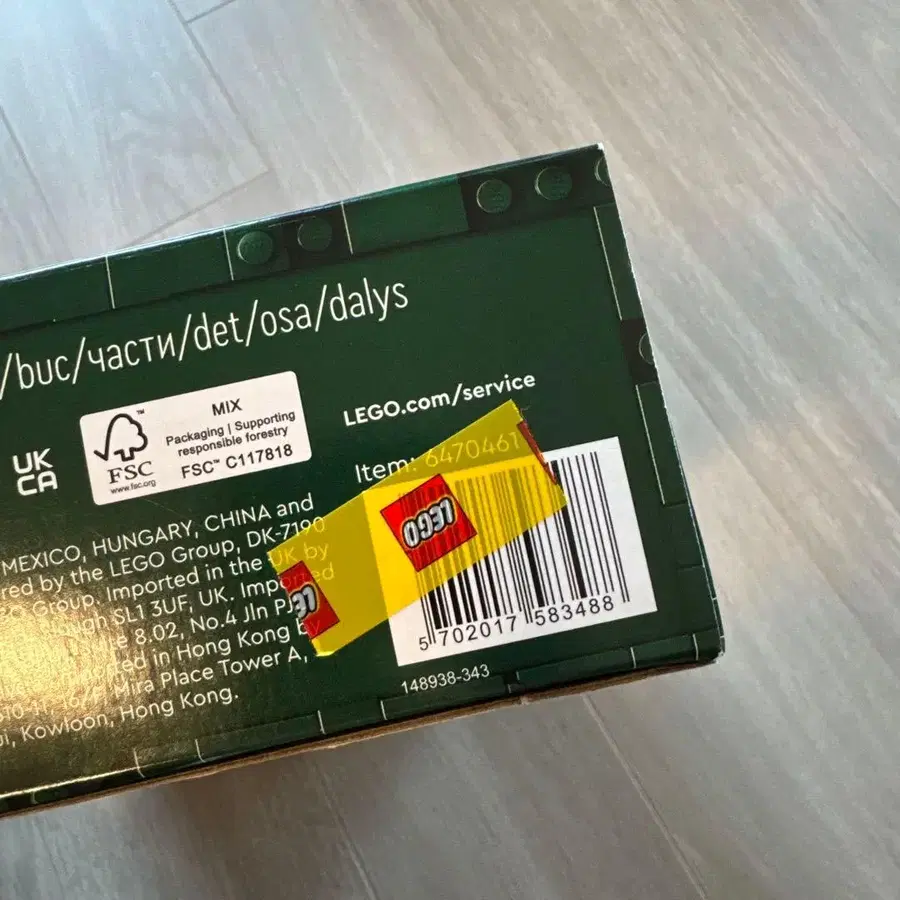 /buc/части/det/osa/dalys
LEGO.com/service
UK
CA
FSC™
www.fsc.org
MIX
Packaging | Supporting
responsible forestry
FSC™ C117818
Item: 6470461
MEXICO, HUNGARY, CHINA and
red by the LEGO Group, DK-7190
Group. Imported in the UK by
SL1 3UF, UK. Imported
8.02, No.4 Jln PJ
in Hong Kong by
Mira Place Tower A,
Kowloon, Hong Kong.
LEGO
5 702017 583488
148938-343